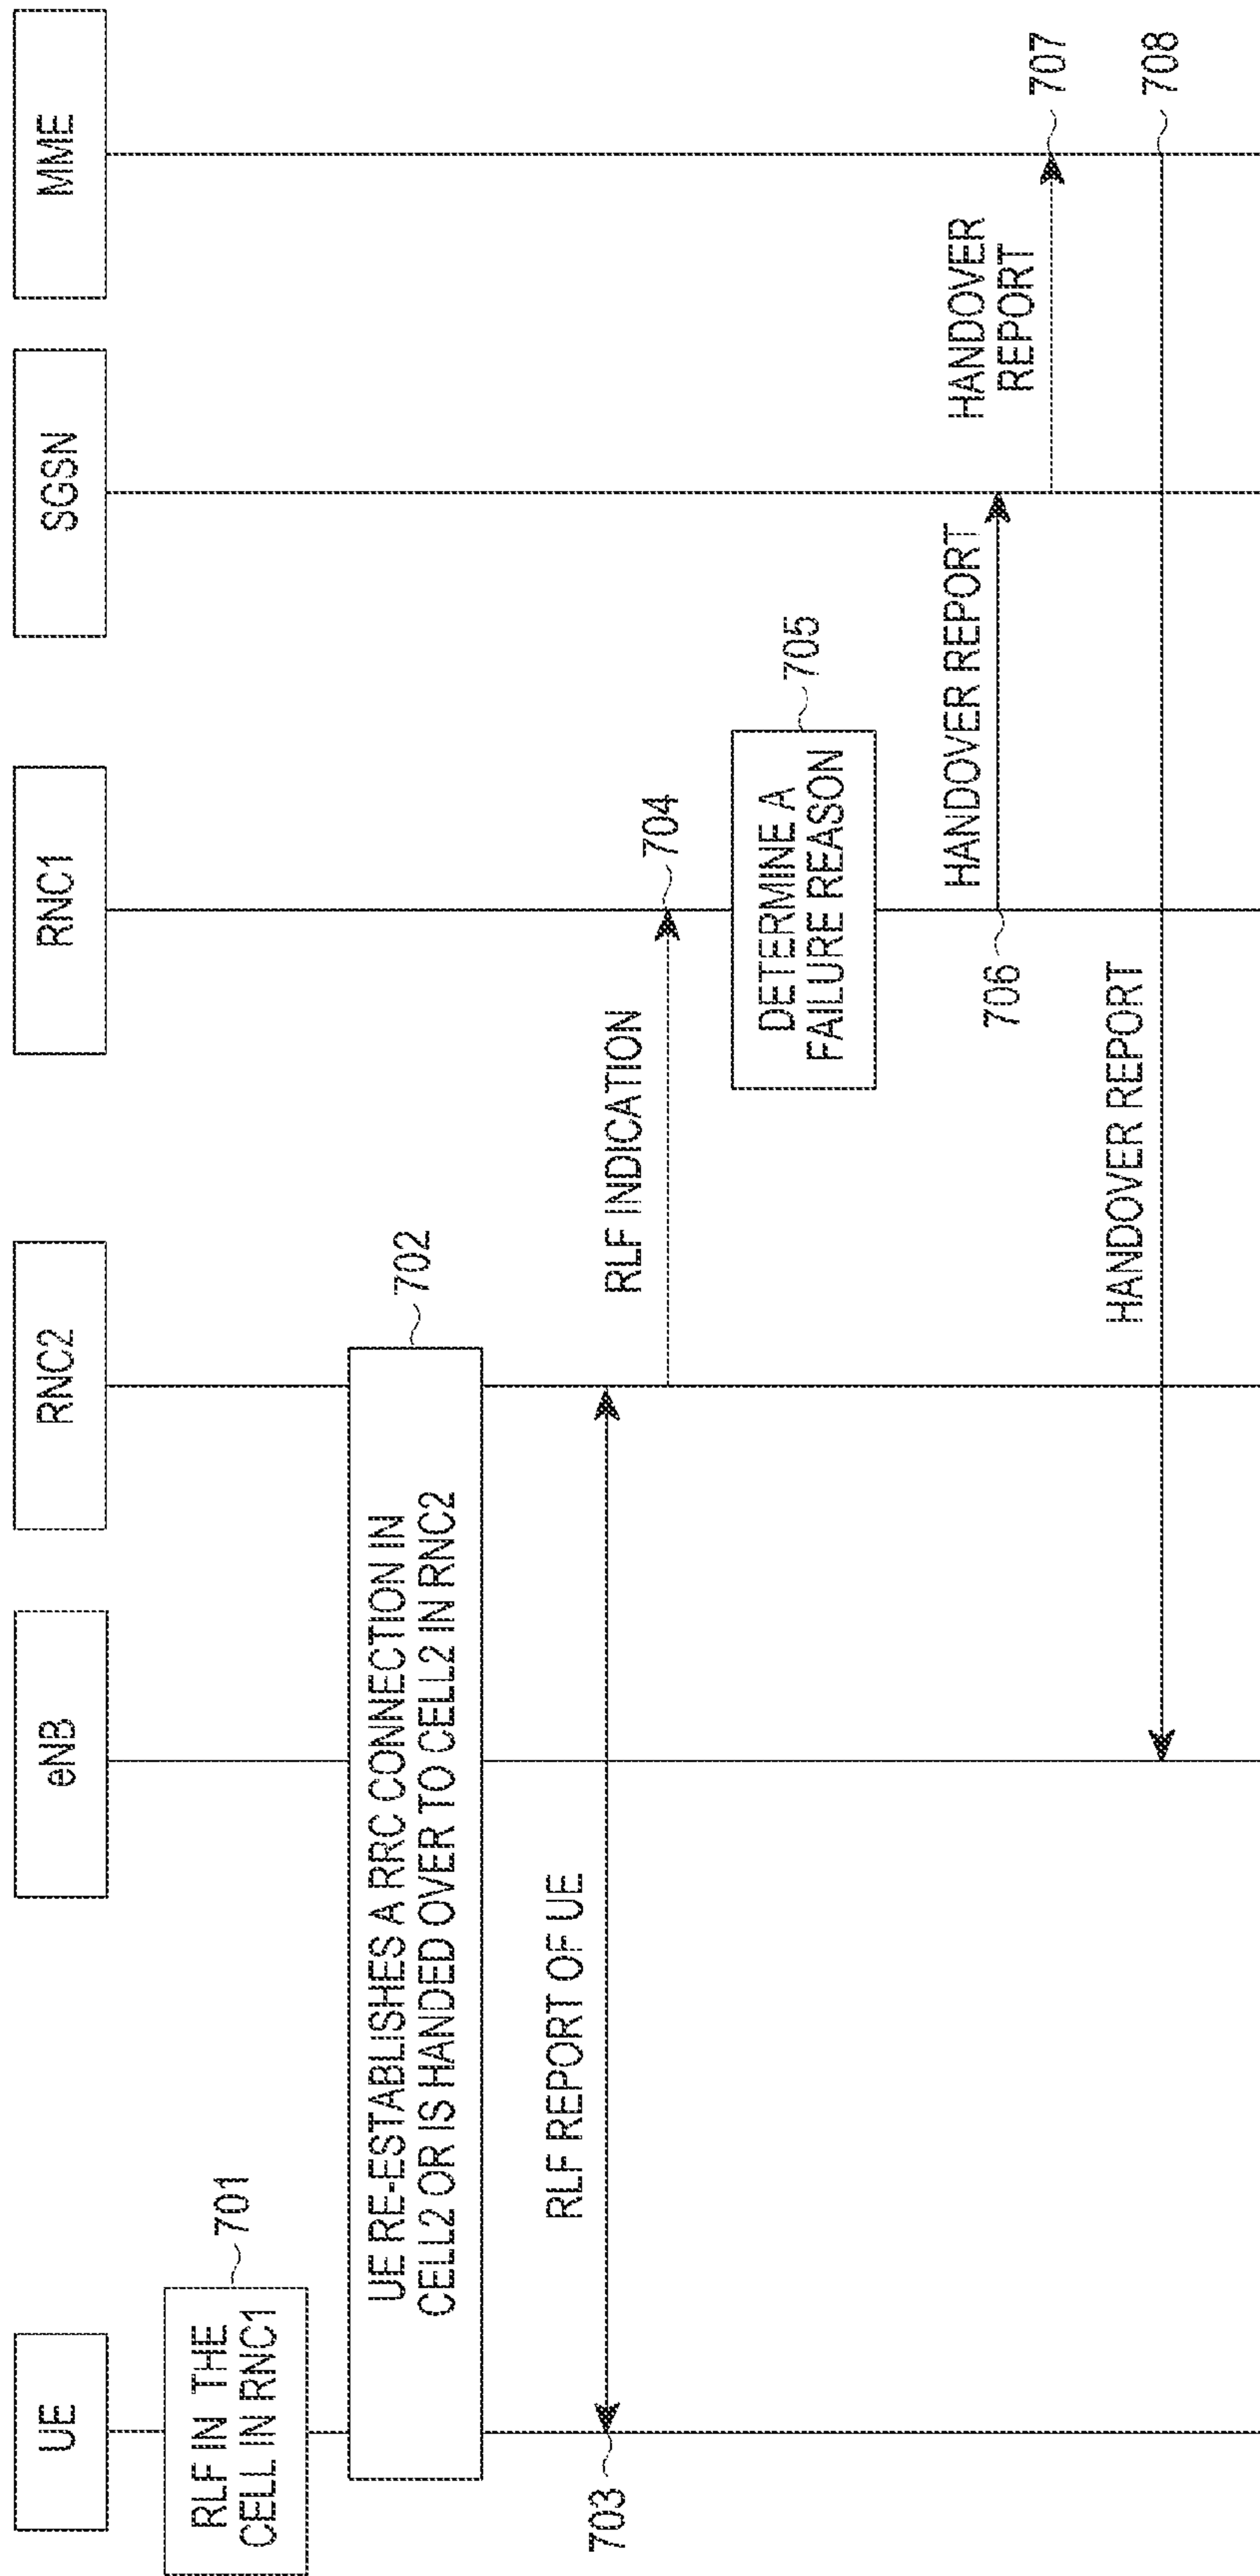 UE
eNB
RNC2
RNC1
SGSN
MME
RLF IN THE
CELL IN RNC1
701
UE RE-ESTABLISHES A RRC CONNECTION IN
CELL2 OR IS HANDED OVER TO CELL2 IN RNC2
702
703
RLF REPORT OF UE
RLF INDICATION
704
DETERMINE A
FAILURE REASON
705
706
HANDOVER REPORT
HANDOVER
REPORT
707
HANDOVER REPORT
708